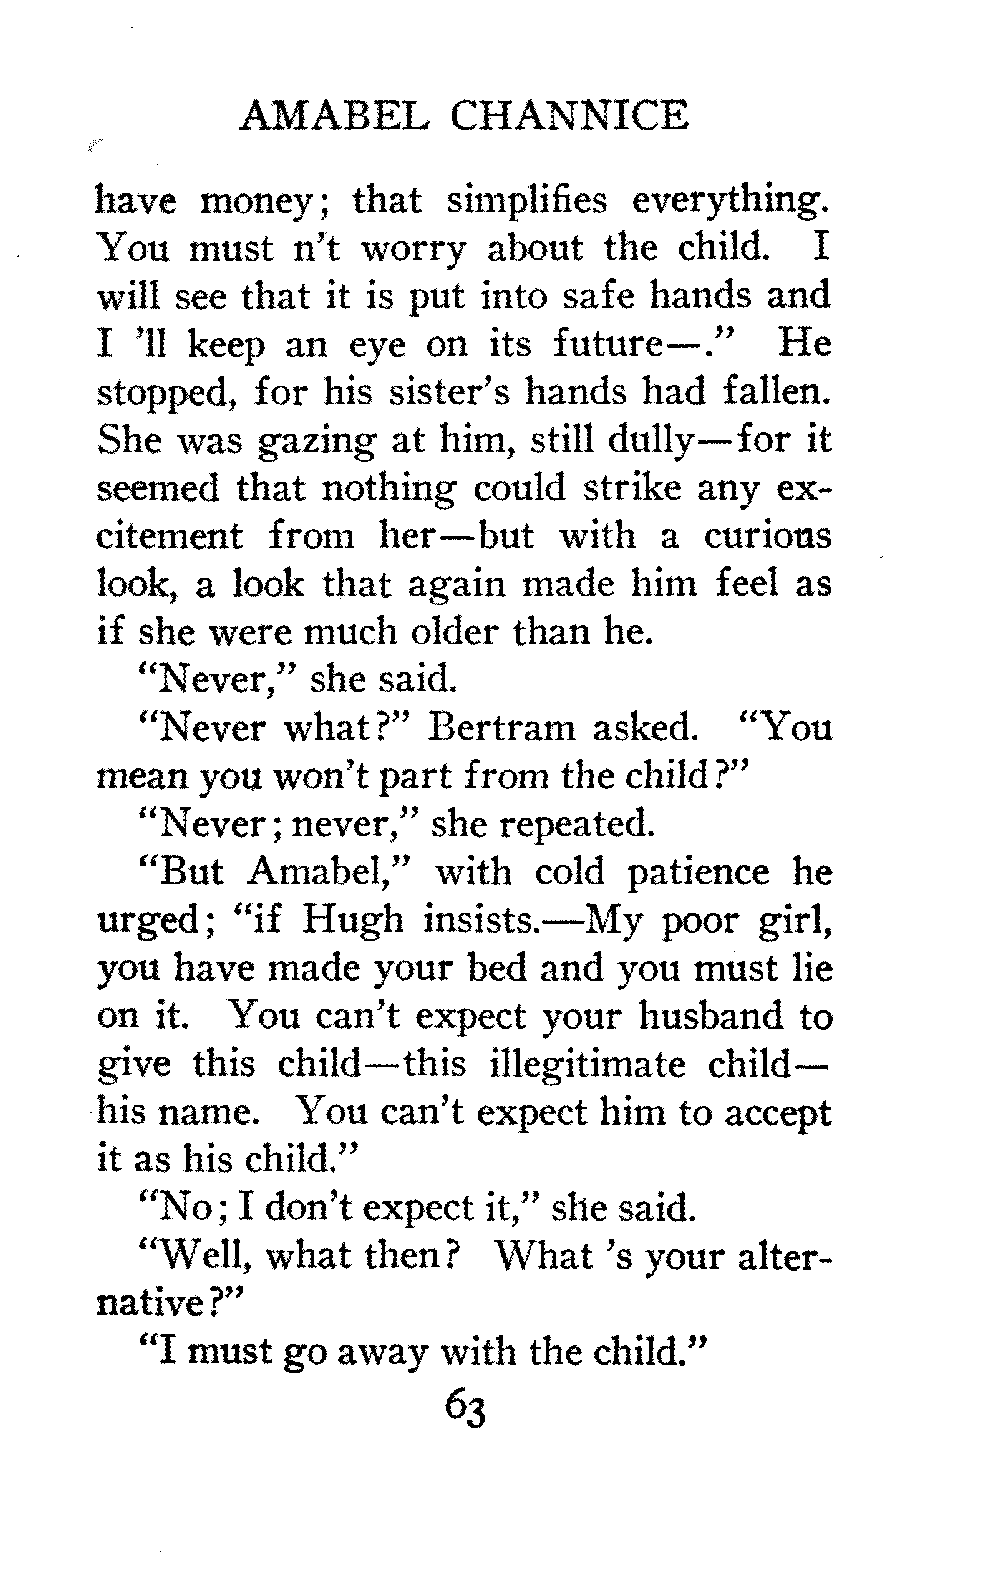 AMABEL CHANNICE
have money; that simplifies everything.
You must n't worry about the child. I
will see that it is put into safe hands and
I 'll keep an eye on its future—." He
stopped, for his sister's hands had fallen.
She was gazing at him, still dully—for it
seemed that nothing could strike any ex-
citement from her—but with a curious
look, a look that again made him feel as
if she were much older than he.
"Never," she said.
"Never what?" Bertram asked. "You
mean you won't part from the child?"
"Never; never," she repeated.
"But Amabel," with cold patience he
urged; "if Hugh insists.—My poor girl,
you have made your bed and you must lie
on it. You can't expect your husband to
give this child—this illegitimate child—
his name. You can't expect him to accept
it as his child."
"No; I don't expect it," she said.
"Well, what then? What 's your alter-
native?"
"I must go away with the child."
63